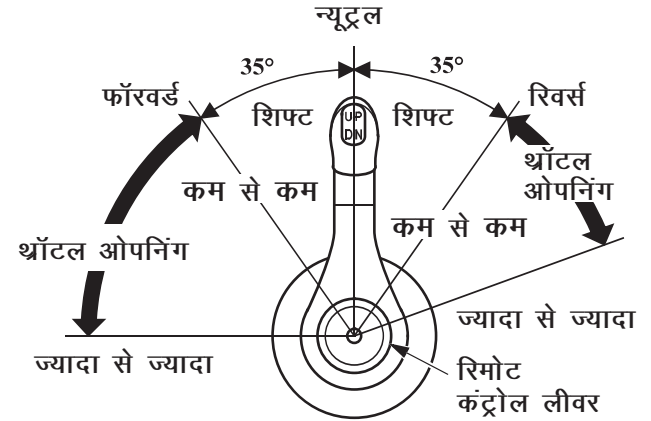 न्यूट्रल
35°
35°
फॉरवर्ड
रिवर्स
शिफ्ट
UP
DN
शिफ्ट
थ्रॉटल
ओपनिंग
कम से कम
कम से कम
थ्रॉटल ओपनिंग
ज्यादा से ज्यादा
ज्यादा से ज्यादा
रिमोट
कंट्रोल लीवर